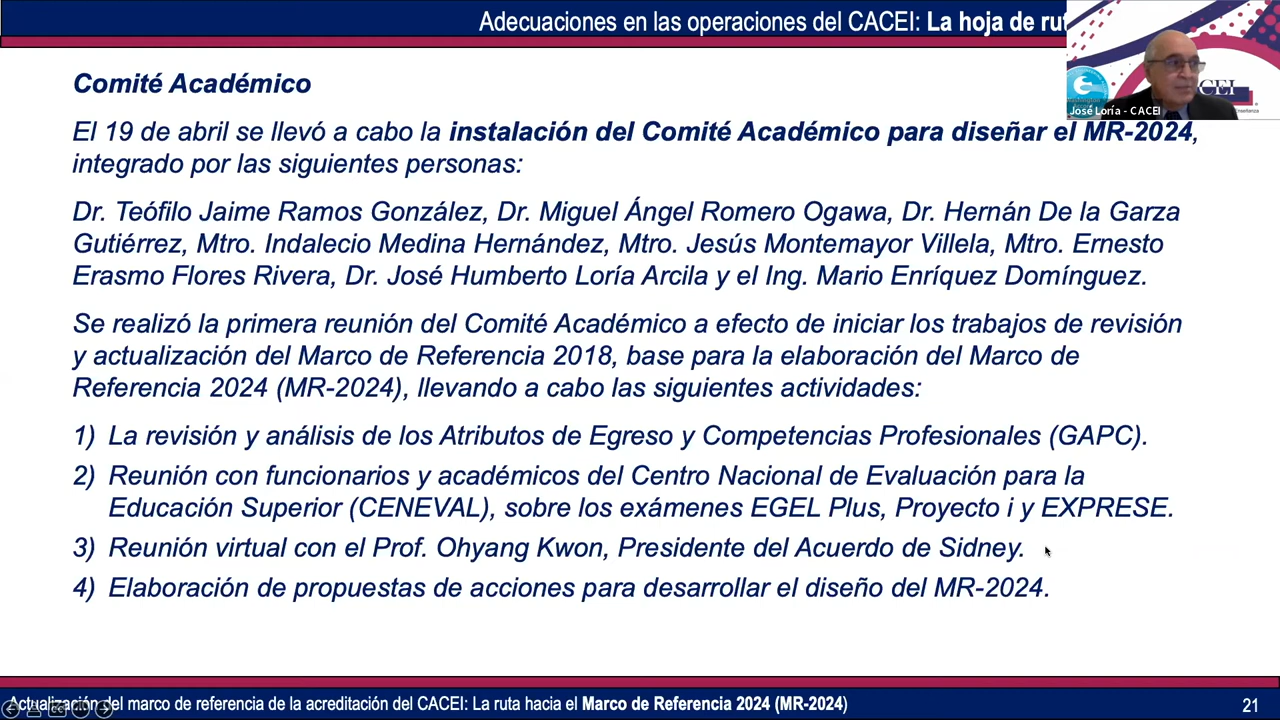 Adecuaciones en las operaciones del CACEI: La hoja de
CEI
José Loría - CACEI
Comité Académico
El 19 de abril se llevó a cabo la instalación del Comité Académico para diseñar el MR-2024,
integrado por las siguientes personas:
Dr. Teófilo Jaime Ramos González, Dr. Miguel Ángel Romero Ogawa, Dr. Hernán De la Garza
Gutiérrez, Mtro. Indalecio Medina Hernández, Mtro. Jesús Montemayor Villela, Mtro. Ernesto
Erasmo Flores Rivera, Dr. José Humberto Loría Arcila y el Ing. Mario Enríquez Domínguez.
Se realizó la primera reunión del Comité Académico a efecto de iniciar los trabajos de revisión
y actualización del Marco de Referencia 2018, base para la elaboración del Marco de
Referencia 2024 (MR-2024), llevando a cabo las siguientes actividades:
1) La revisión y análisis de los Atributos de Egreso y Competencias Profesionales (GAPC).
2) Reunión con funcionarios y académicos del Centro Nacional de Evaluación para la
Educación Superior (CENEVAL), sobre los exámenes EGEL Plus, Proyecto i y EXPRESE.
3) Reunión virtual con el Prof. Ohyang Kwon, Presidente del Acuerdo de Sidney.
4) Elaboración de propuestas de acciones para desarrollar el diseño del MR-2024.
Actualización del marco de referencia de la acreditación del CACEI: La ruta hacia el Marco de Referencia 2024 (MR-2024)
21